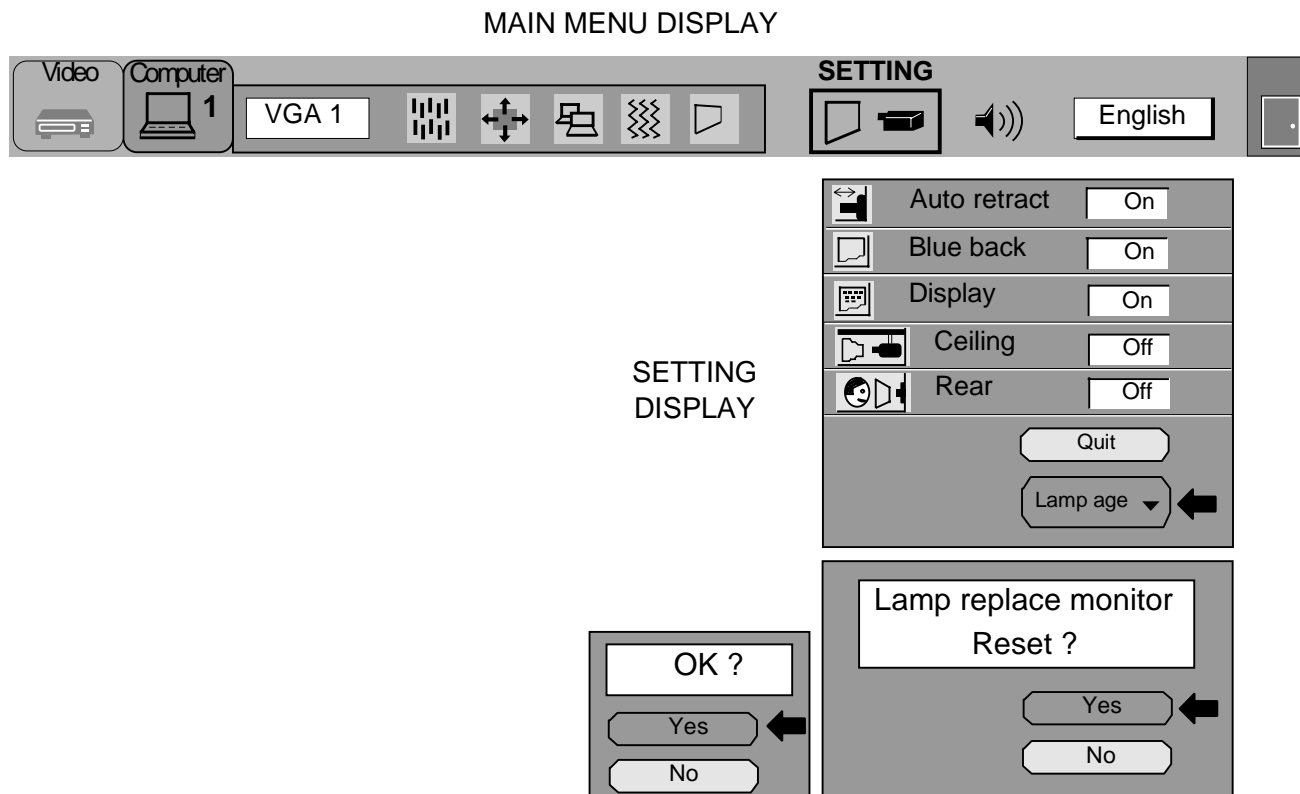 MAIN MENU DISPLAY
Video
Computer
1
VGA 1
SETTING
English
Auto retract On
Blue back On
Display On
Ceiling Off
Rear Off
SETTING
DISPLAY
Quit
Lamp age
Lamp replace monitor
Reset ?
Yes
No
OK ?
Yes
No